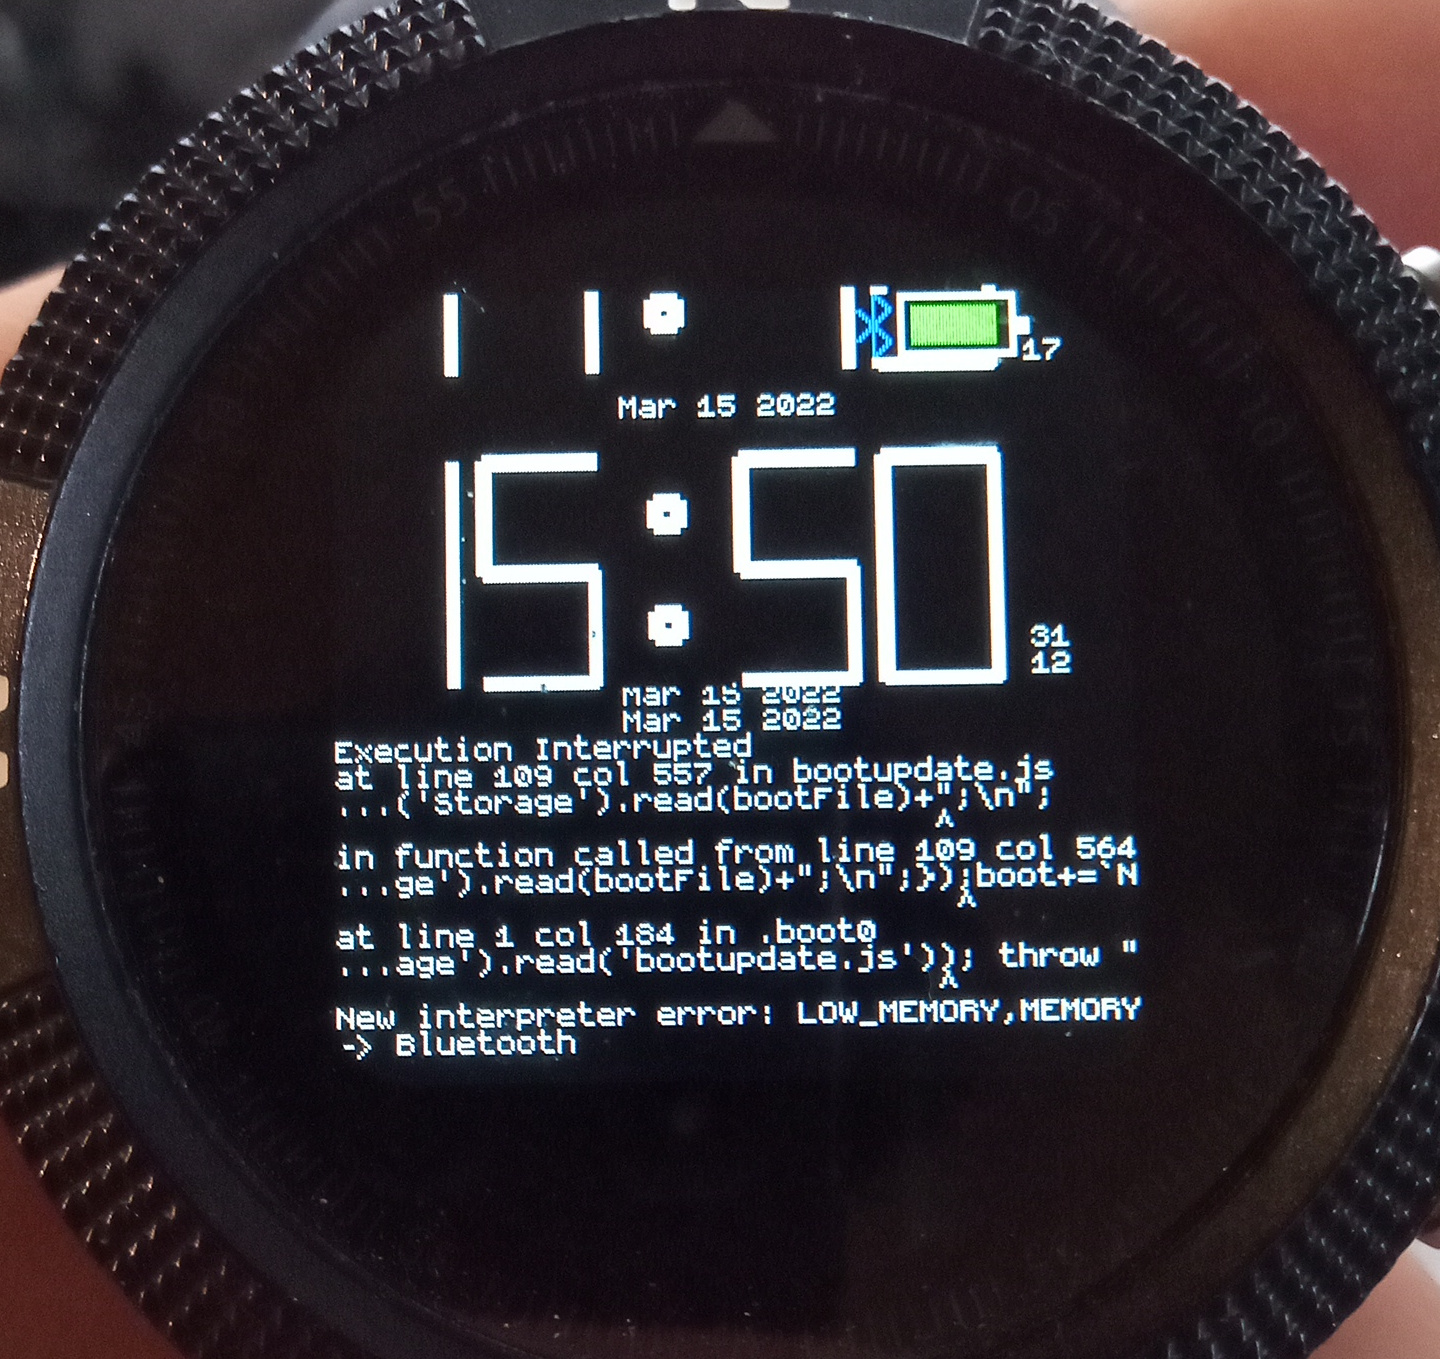 55
05
17
Mar 15 2022
15:50
31
12
Mar 15 2022
Mar 15 2022
Execution Interrupted
at line 109 col 557 in bootupdate.js
...('Storage').read(bootFile)+";\n";
^
in function called from line 109 col 564
...ge').read(bootFile)+";\n";});boot+=`N
^
at line 1 col 184 in .boot0
...age').read('bootupdate.js')); throw "
^
New interpreter error: LOW_MEMORY,MEMORY
-> Bluetooth